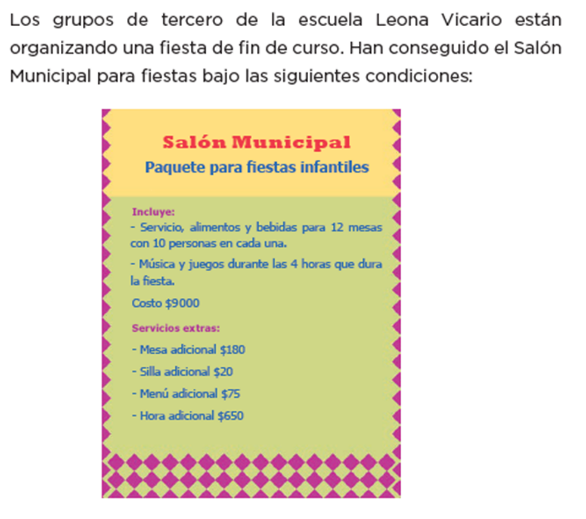 Los grupos de tercero de la escuela Leona Vicario están
organizando una fiesta de fin de curso. Han conseguido el Salón
Municipal para fiestas bajo las siguientes condiciones:
Salón Municipal
Paquete para fiestas infantiles
Incluye:
- Servicio, alimentos y bebidas para 12 mesas
con 10 personas en cada una.
- Música y juegos durante las 4 horas que dura
la fiesta.
Costo $9000
Servicios extras:
- Mesa adicional $180
- Silla adicional $20
- Menú adicional $75
- Hora adicional $650